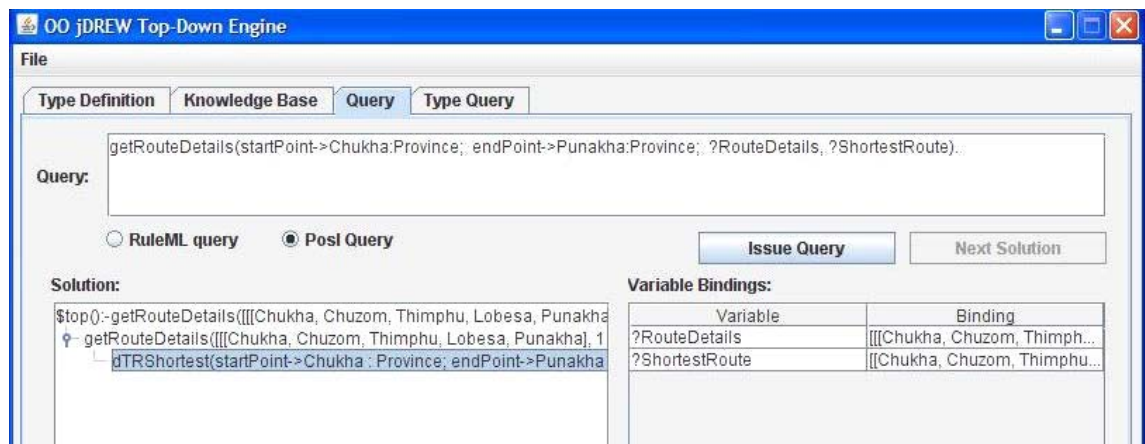 OO jDREW Top-Down Engine
File
Type Definition Knowledge Base Query Type Query
getRouteDetails(startPoint->Chukha:Province; endPoint->Punakha:Province; ?RouteDetails, ?ShortestRoute).
Query:
RuleML query Posl Query
Issue Query Next Solution
Solution: Variable Bindings:
$top():-getRouteDetails([[[Chukha, Chuzom, Thimphu, Lobesa, Punakha
Variable Binding
getRouteDetails([[[Chukha, Chuzom, Thimphu, Lobesa, Punakha], 1
?RouteDetails [[[Chukha, Chuzom, Thimph...
dTRShortest(startPoint->Chukha : Province; endPoint->Punakha
?ShortestRoute [[Chukha, Chuzom, Thimphu...